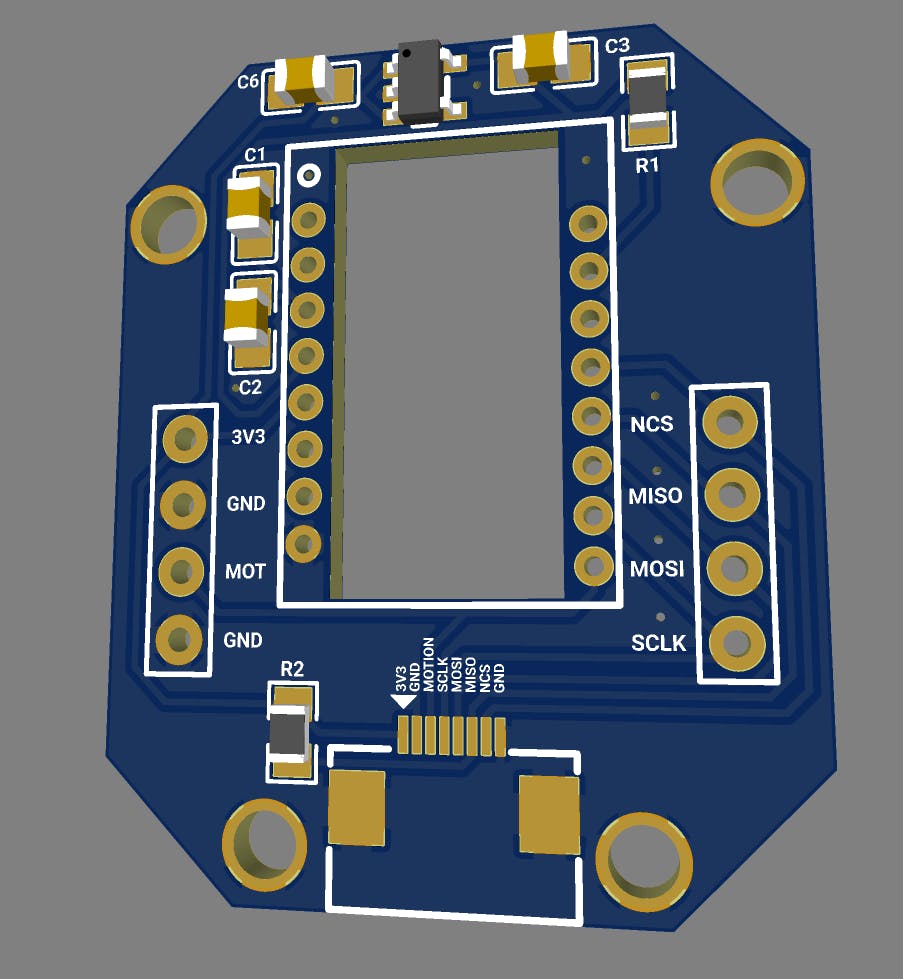 C6
C3
C1
R1
C2
3V3
NCS
GND
MISO
MOT
MOSI
GND
SCLK
R2
3V3
GND
MOTION
SCLK
MOSI
MISO
NCS
GND